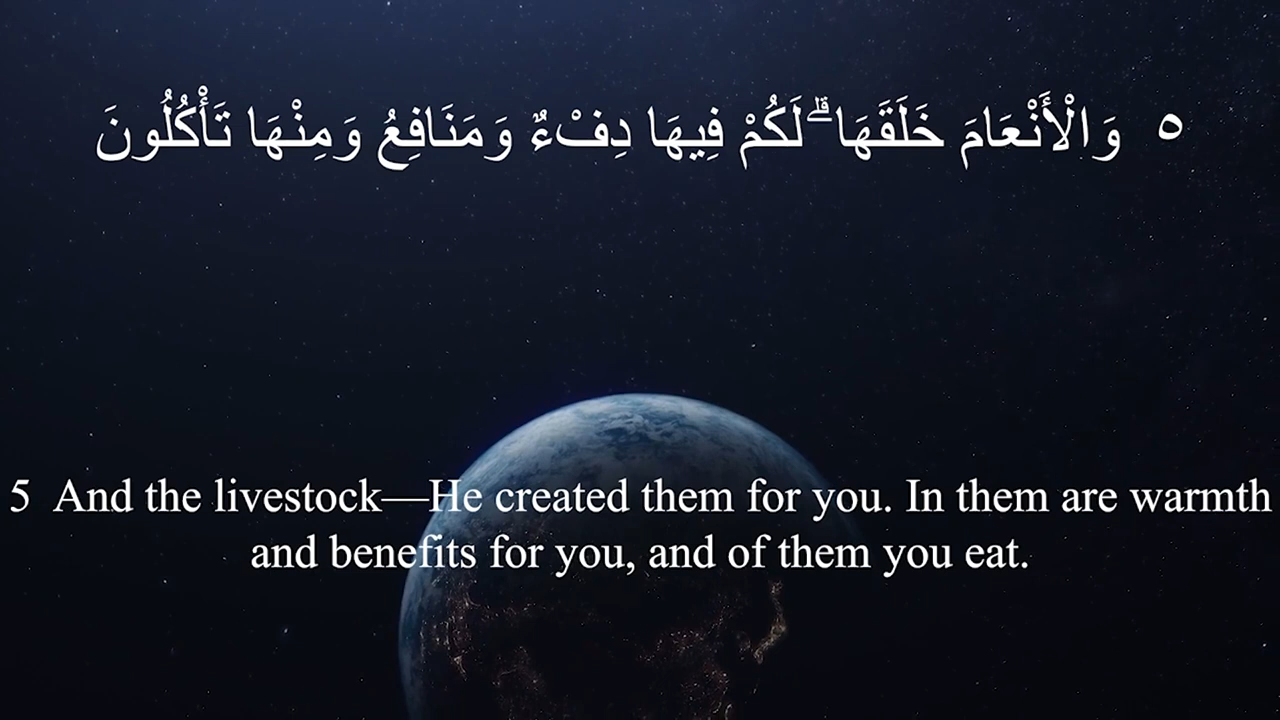 ٥ وَالْأَنْعَامَ خَلَقَهَا ۗ لَكُمْ فِيهَا دِفْءٌ وَمَنَافِعُ وَمِنْهَا تَأْكُلُونَ
5 And the livestock—He created them for you. In them are warmth
and benefits for you, and of them you eat.